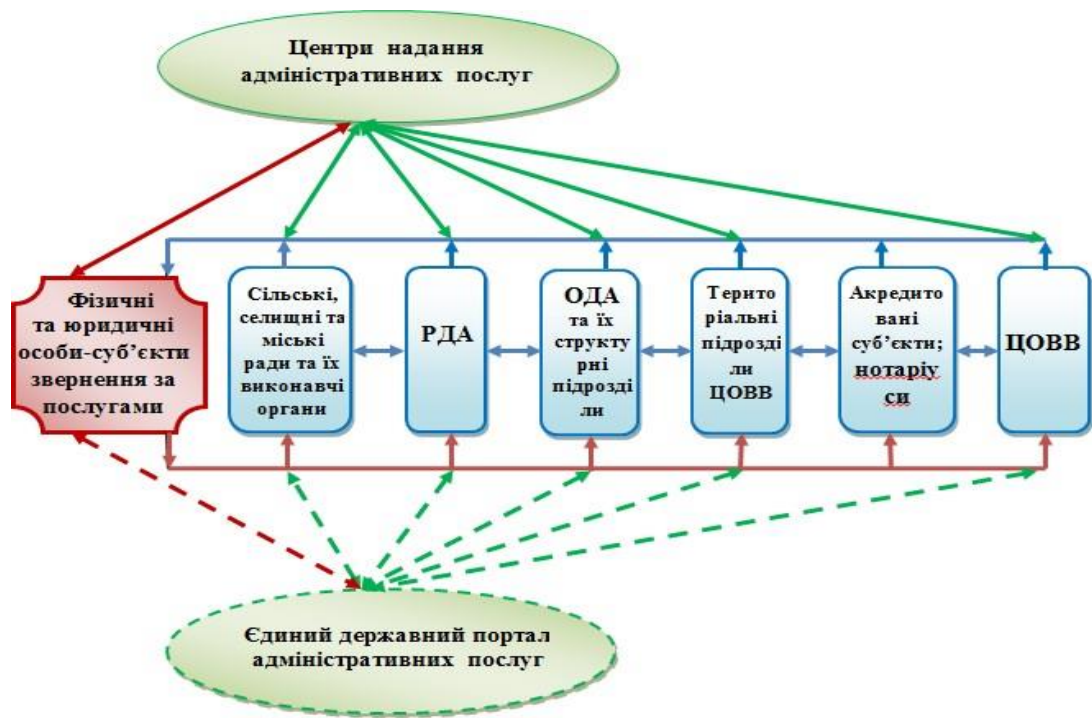 Центри надання
адміністративних послуг
Фізичні
та юридичні
особи-суб’єкти
звернення за
послугами
Сільські,
селищні та
міські
ради та їх
виконавчі
органи
РДА
ОДА
та їх
структу
рні
підрозді
ли
Терито
ріальні
підрозді
ли
ЦОВВ
Акредито
вані
суб’єкти;
нотаріу
си
ЦОВВ
Єдиний державний портал
адміністративних послуг